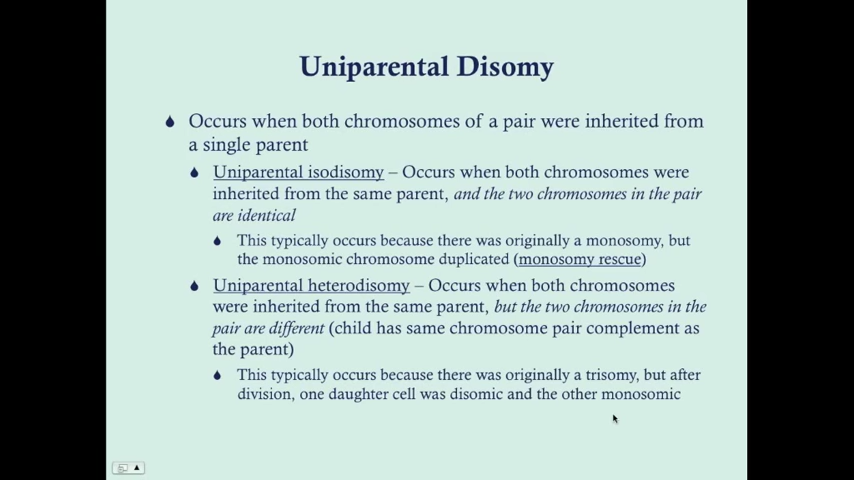 Uniparental Disomy
Occurs when both chromosomes of a pair were inherited from
a single parent
Uniparental isodisomy – Occurs when both chromosomes were
inherited from the same parent, and the two chromosomes in the pair
are identical
This typically occurs because there was originally a monosomy, but
the monosomic chromosome duplicated (monosomy rescue)
Uniparental heterodisomy – Occurs when both chromosomes
were inherited from the same parent, but the two chromosomes in the
pair are different (child has same chromosome pair complement as
the parent)
This typically occurs because there was originally a trisomy, but after
division, one daughter cell was disomic and the other monosomic